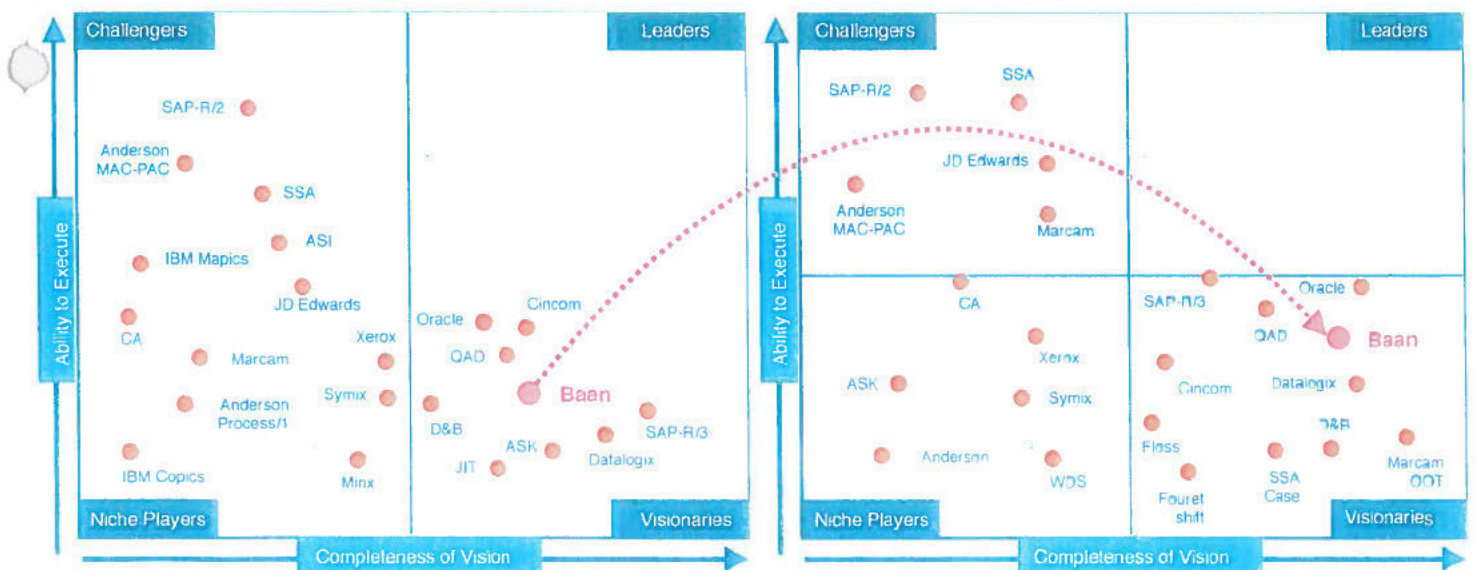 Challengers
Leaders
SAP-R/2
Anderson
MAC-PAC
SSA
ASI
IBM Mapics
JD Edwards
CA
Oracle
Cincom
Xerox
Marcam
QAD
Symix
Baan
Anderson
Process/1
D&B
SAP-R/3
ASK
Datalogix
JIT
IBM Copics
Minx
Niche Players
Visionaries
Ability to Execute
Completeness of Vision
Challengers
Leaders
SSA
SAP-R/2
JD Edwards
Anderson
MAC-PAC
Marcam
CA
SAP-R/3
Oracle
QAD
Baan
Xerox
Cincom
Datalogix
ASK
Symix
D&B
Floss
Anderson
WDS
SSA
Case
Marcam
OOT
Fouret
shift
Niche Players
Visionaries
Ability to Execute
Completeness of Vision